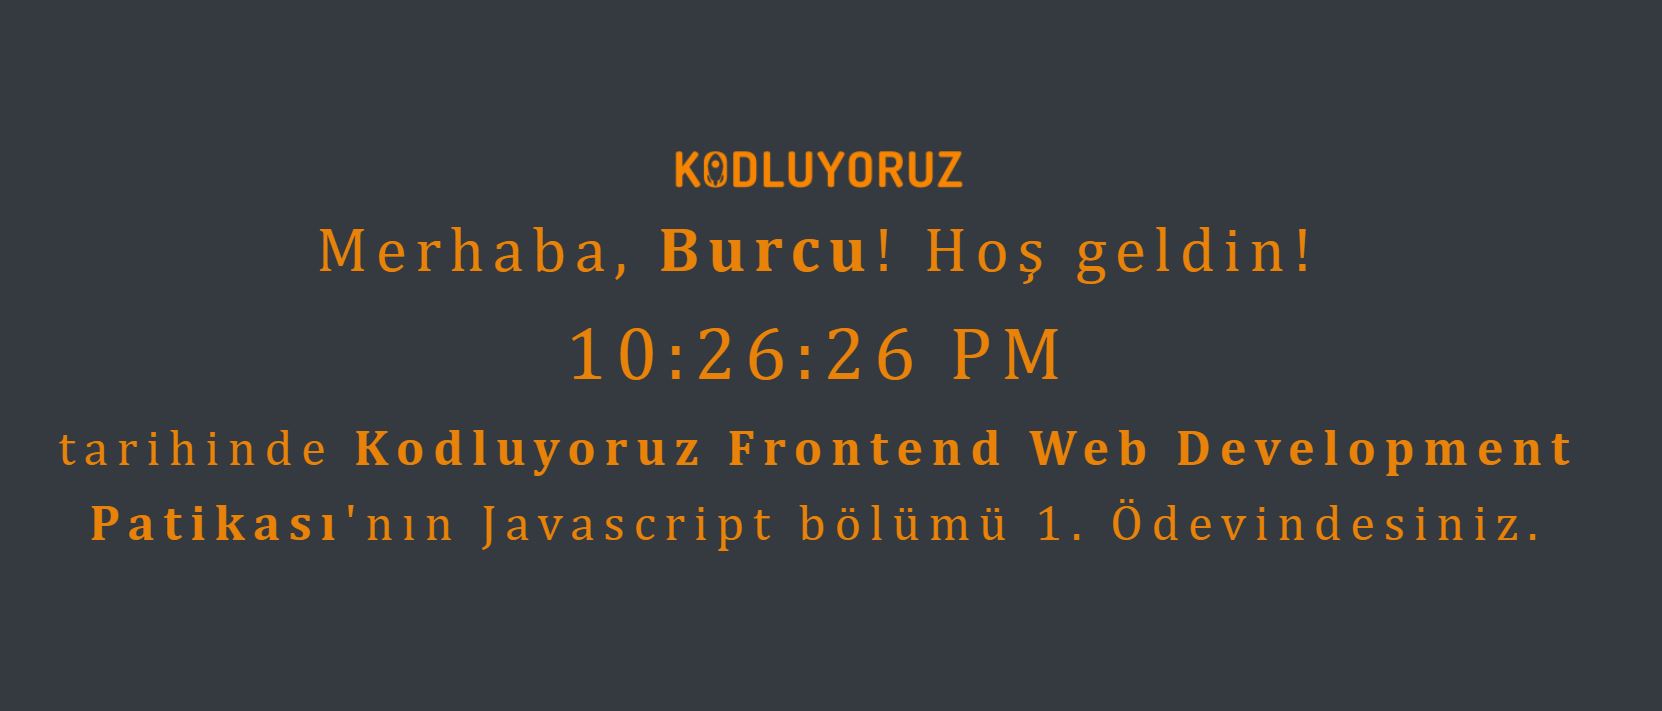 KODLUYORUZ
Merhaba, Burcu! Hoş geldin!
10:26:26 PM
tarihinde Kodluyoruz Frontend Web Development
Patikası'nın Javascript bölümü 1. Ödevindesiniz.